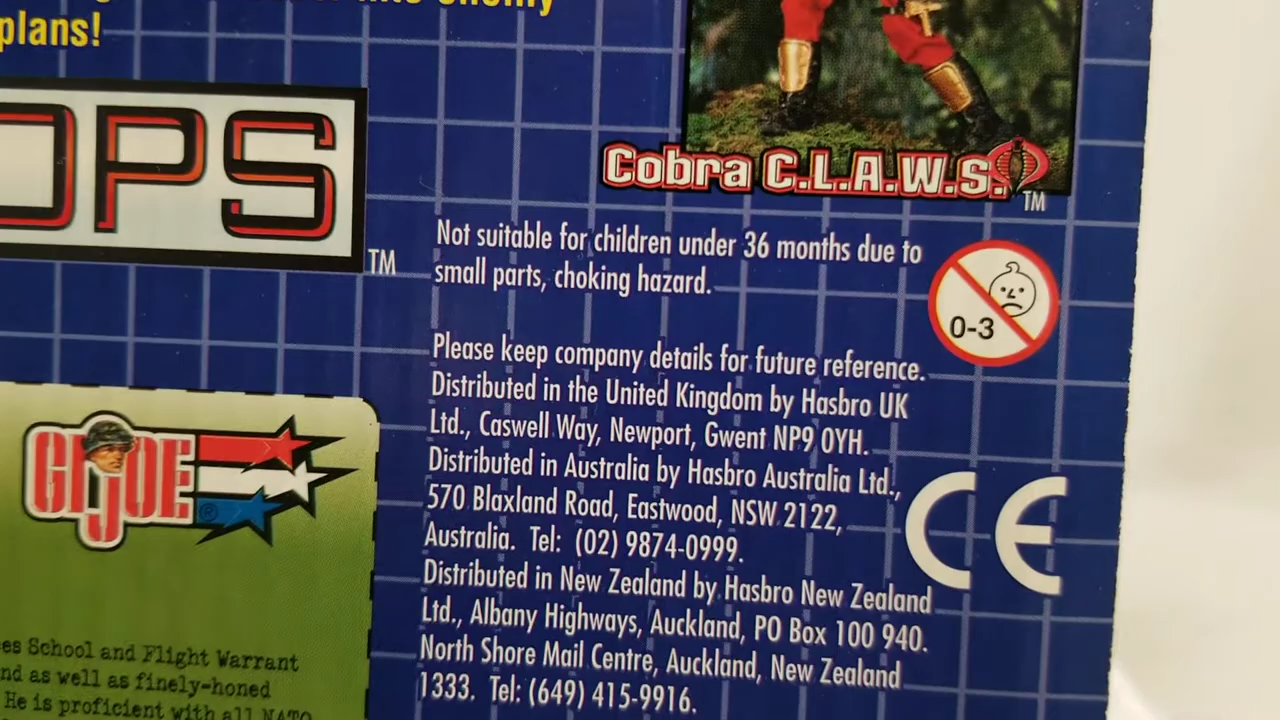 plans!
OPS
TM
Cobra C.L.A.W.S.
TM
Not suitable for children under 36 months due to
small parts, choking hazard.
0-3
Please keep company details for future reference.
Distributed in the United Kingdom by Hasbro UK
Ltd., Caswell Way, Newport, Gwent NP9 0YH.
Distributed in Australia by Hasbro Australia Ltd.,
570 Blaxland Road, Eastwood, NSW 2122,
Australia. Tel: (02) 9874-0999.
Distributed in New Zealand by Hasbro New Zealand
Ltd., Albany Highways, Auckland, PO Box 100 940.
North Shore Mail Centre, Auckland, New Zealand
1333. Tel: (649) 415-9916.
CE
GI JOE
®
es School and Flight Warrant
nd as well as finely-honed
He is proficient with all NATO